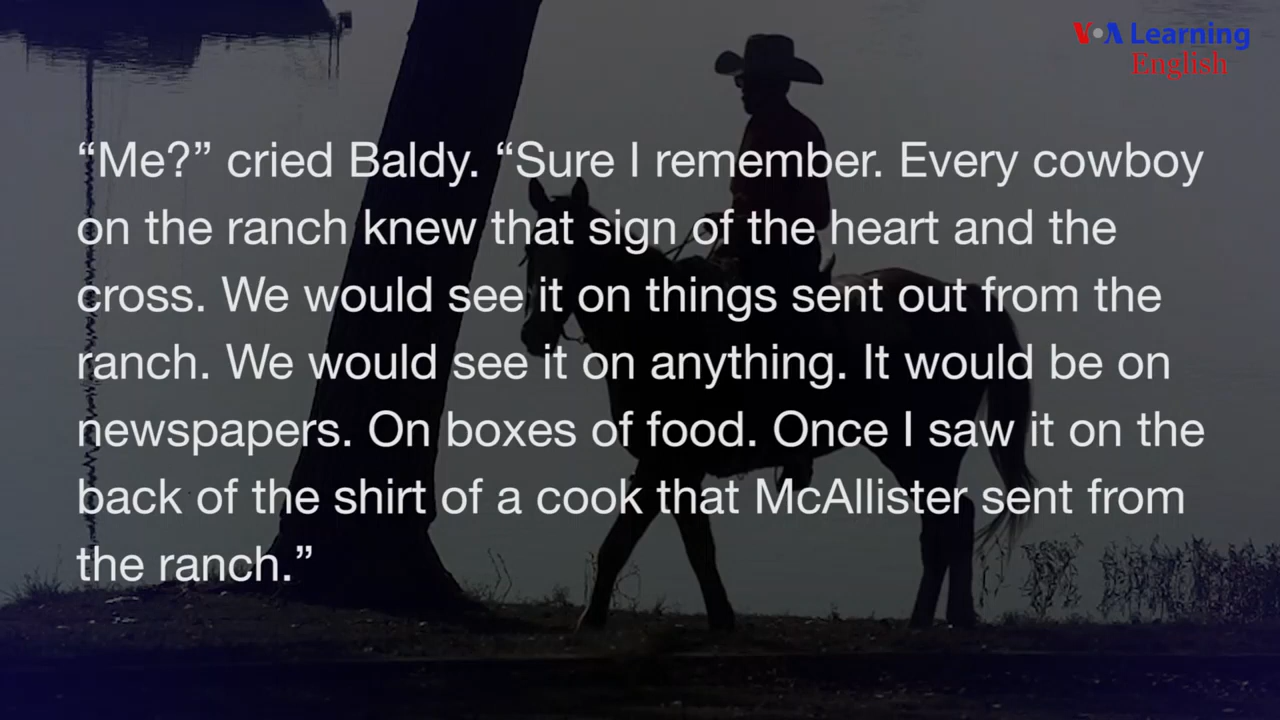 VOA Learning
English
“Me?” cried Baldy. “Sure I remember. Every cowboy
on the ranch knew that sign of the heart and the
cross. We would see it on things sent out from the
ranch. We would see it on anything. It would be on
newspapers. On boxes of food. Once I saw it on the
back of the shirt of a cook that McAllister sent from
the ranch.”